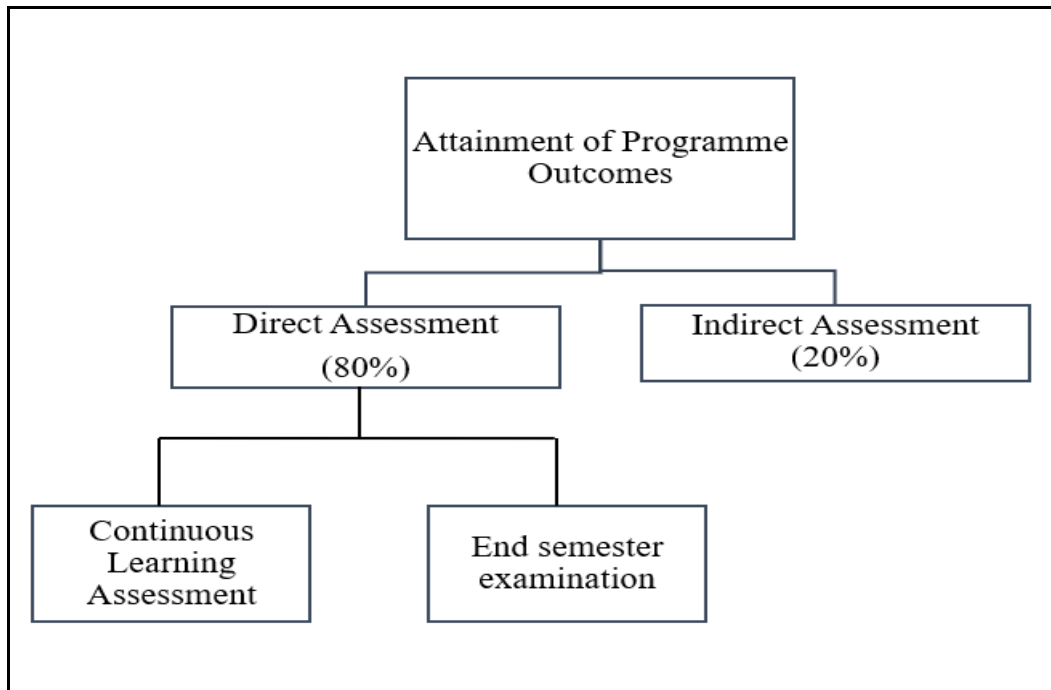 Attainment of Programme
Outcomes
Direct Assessment
(80%)
Indirect Assessment
(20%)
Continuous
Learning
Assessment
End semester
examination